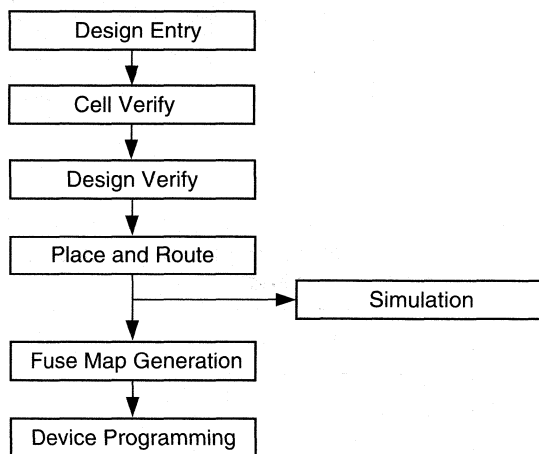 Design Entry
Cell Verify
Design Verify
Place and Route
Simulation
Fuse Map Generation
Device Programming